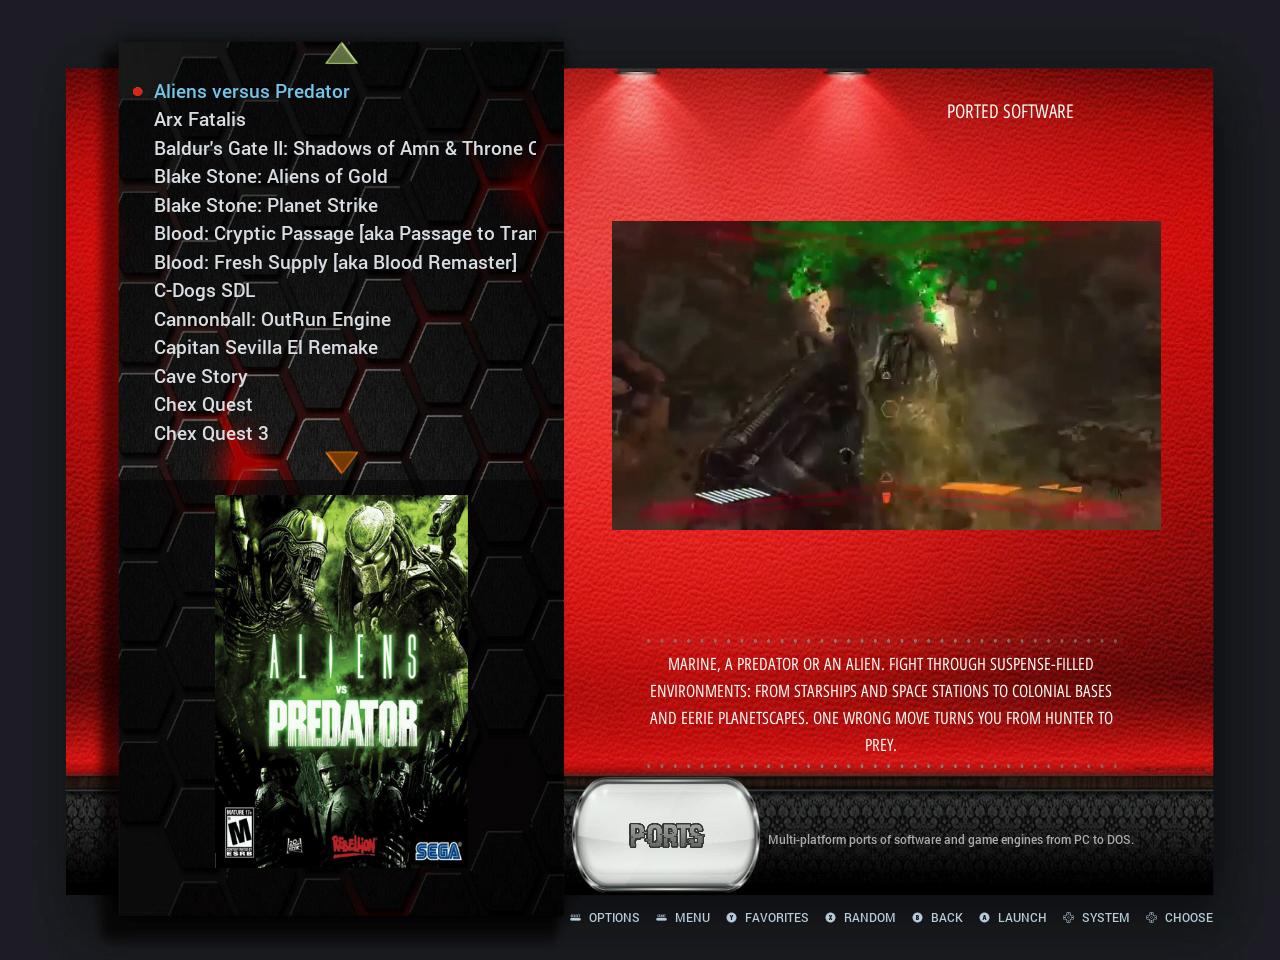 Aliens versus Predator
Arx Fatalis
Baldur's Gate II: Shadows of Amn & Throne
Blake Stone: Aliens of Gold
Blake Stone: Planet Strike
Blood: Cryptic Passage [aka Passage to
Blood: Fresh Supply [aka Blood Remaster]
C-Dogs SDL
Cannonball: OutRun Engine
Capitan Sevilla El Remake
Cave Story
Chex Quest
Chex Quest 3
ALIENS
VS
PREDATOR
MATURE 17+
M
ESRB
REBELLION
SEGA
PORTED SOFTWARE
MARINE, A PREDATOR OR AN ALIEN. FIGHT THROUGH SUSPENSE-FILLED
ENVIRONMENTS: FROM STARSHIPS AND SPACE STATIONS TO COLONIAL BASES
AND EERIE PLANETSCAPES. ONE WRONG MOVE TURNS YOU FROM HUNTER TO
PREY.
PORTS
Multi-platform ports of software and game engines from PC to DOS.
OPTIONS MENU Y FAVORITES X RANDOM B BACK A LAUNCH SYSTEM CHOOSE